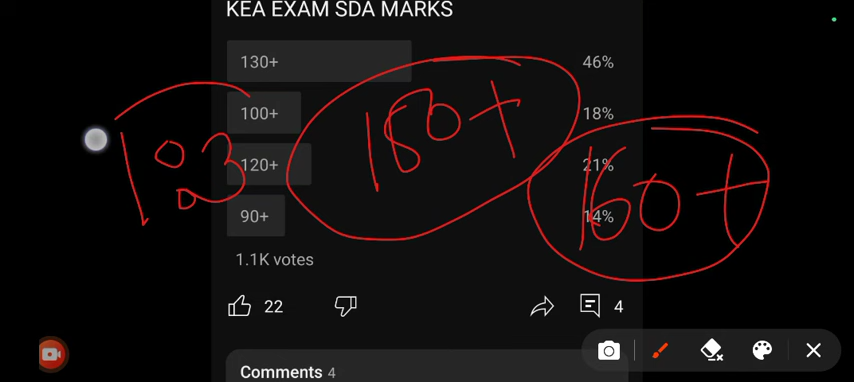 KEA EXAM SDA MARKS
130+ 46%
100+ 18%
120+ 21%
90+ 14%
1.1K votes
22 4
Comments 4
180+
160+